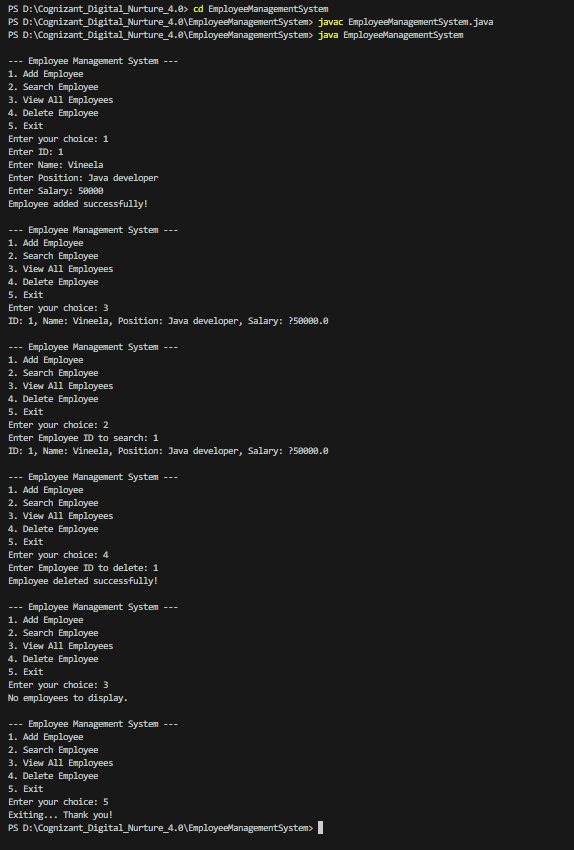 PS D:\Cognizant_Digital_Nurture_4.0> cd EmployeeManagementSystem
PS D:\Cognizant_Digital_Nurture_4.0\EmployeeManagementSystem> javac EmployeeManagementSystem.java
PS D:\Cognizant_Digital_Nurture_4.0\EmployeeManagementSystem> java EmployeeManagementSystem
--- Employee Management System ---
1. Add Employee
2. Search Employee
3. View All Employees
4. Delete Employee
5. Exit
Enter your choice: 1
Enter ID: 1
Enter Name: Vineela
Enter Position: Java developer
Enter Salary: 50000
Employee added successfully!
--- Employee Management System ---
1. Add Employee
2. Search Employee
3. View All Employees
4. Delete Employee
5. Exit
Enter your choice: 3
ID: 1, Name: Vineela, Position: Java developer, Salary: ?50000.0
--- Employee Management System ---
1. Add Employee
2. Search Employee
3. View All Employees
4. Delete Employee
5. Exit
Enter your choice: 2
Enter Employee ID to search: 1
ID: 1, Name: Vineela, Position: Java developer, Salary: ?50000.0
--- Employee Management System ---
1. Add Employee
2. Search Employee
3. View All Employees
4. Delete Employee
5. Exit
Enter your choice: 4
Enter Employee ID to delete: 1
Employee deleted successfully!
--- Employee Management System ---
1. Add Employee
2. Search Employee
3. View All Employees
4. Delete Employee
5. Exit
Enter your choice: 3
No employees to display.
--- Employee Management System ---
1. Add Employee
2. Search Employee
3. View All Employees
4. Delete Employee
5. Exit
Enter your choice: 5
Exiting... Thank you!
PS D:\Cognizant_Digital_Nurture_4.0\EmployeeManagementSystem>